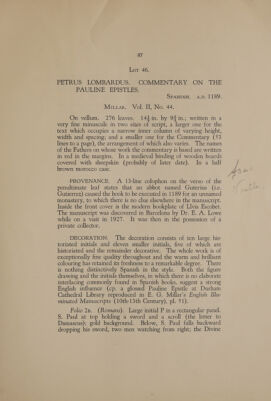 87
Lot 46.
PETRUS LOMBARDUS. COMMENTARY ON THE
PAULINE EPISTLES.
Spanish. A.D. 1189.
Millar. Vol. II, No. 44.
On vellum. 276 leaves. 14¼ in. by 9½ in.; written in a
very fine minuscule in two sizes of script, a larger one for the
text which occupies a narrow inner column of varying height,
width and spacing, and a smaller one for the Commentary (53
lines to a page), the arrangement of which also varies. The names
of the Fathers on whose work the commentary is based are written
in red in the margins. In a medieval binding of wooden boards
covered with sheepskin (probably of later date). In a half
brown morocco case.
PROVENANCE. A 13-line colophon on the verso of the
penultimate leaf states that an abbot named Guterius (i.e.
Gutierrez) caused the book to be executed in 1189 for an unnamed
monastery, to which there is no clue elsewhere in the manuscript.
Inside the front cover is the modern bookplate of Lluis Escobet.
The manuscript was discovered in Barcelona by Dr. E. A. Lowe
while on a visit in 1927. It was then in the possession of a
private collector.
DECORATION. The decoration consists of ten large his-
toriated initials and eleven smaller initials, five of which are
historiated and the remainder decorative. The whole work is of
exceptionally fine quality throughout and the warm and brilliant
colouring has retained its freshness to a remarkable degree. There
is nothing distinctively Spanish in the style. Both the figure
drawing and the initials themselves, in which there is no elaborate
interlacing commonly found in Spanish books, suggest a strong
English influence (cp. a glossed Pauline Epistle at Durham
Cathedral Library reproduced in E. G. Millar's English Illu-
minated Manuscripts (10th-13th Century), pl. 51).
Folio 2b. (Romans). Large initial P in a rectangular panel.
S. Paul at top holding a sword and a scroll (the letter to
Damascus); gold background. Below, S. Paul falls backward
dropping his sword, two men watching from right; the Divine